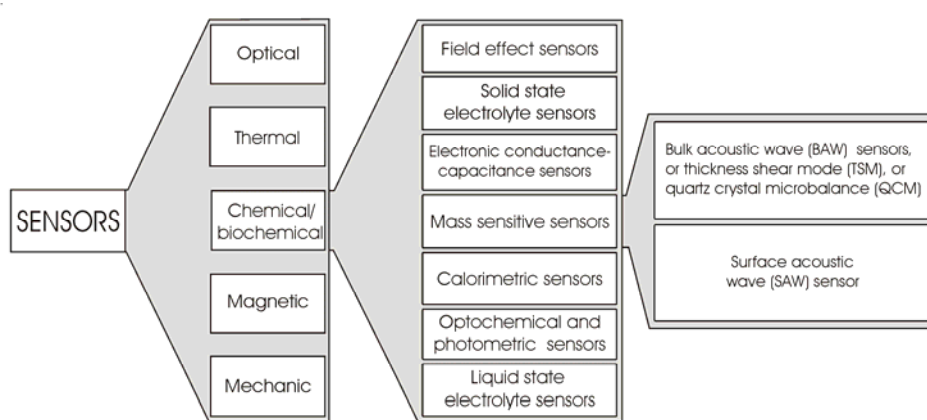 SENSORS
Optical
Thermal
Chemical/
biochemical
Magnetic
Mechanic
Field effect sensors
Solid state
electrolyte sensors
Electronic conductance-
capacitance sensors
Mass sensitive sensors
Calorimetric sensors
Optochemical and
photometric sensors
Liquid state
electrolyte sensors
Bulk acoustic wave (BAW) sensors,
or thickness shear mode (TSM), or
quartz crystal microbalance (QCM)
Surface acoustic
wave (SAW) sensor